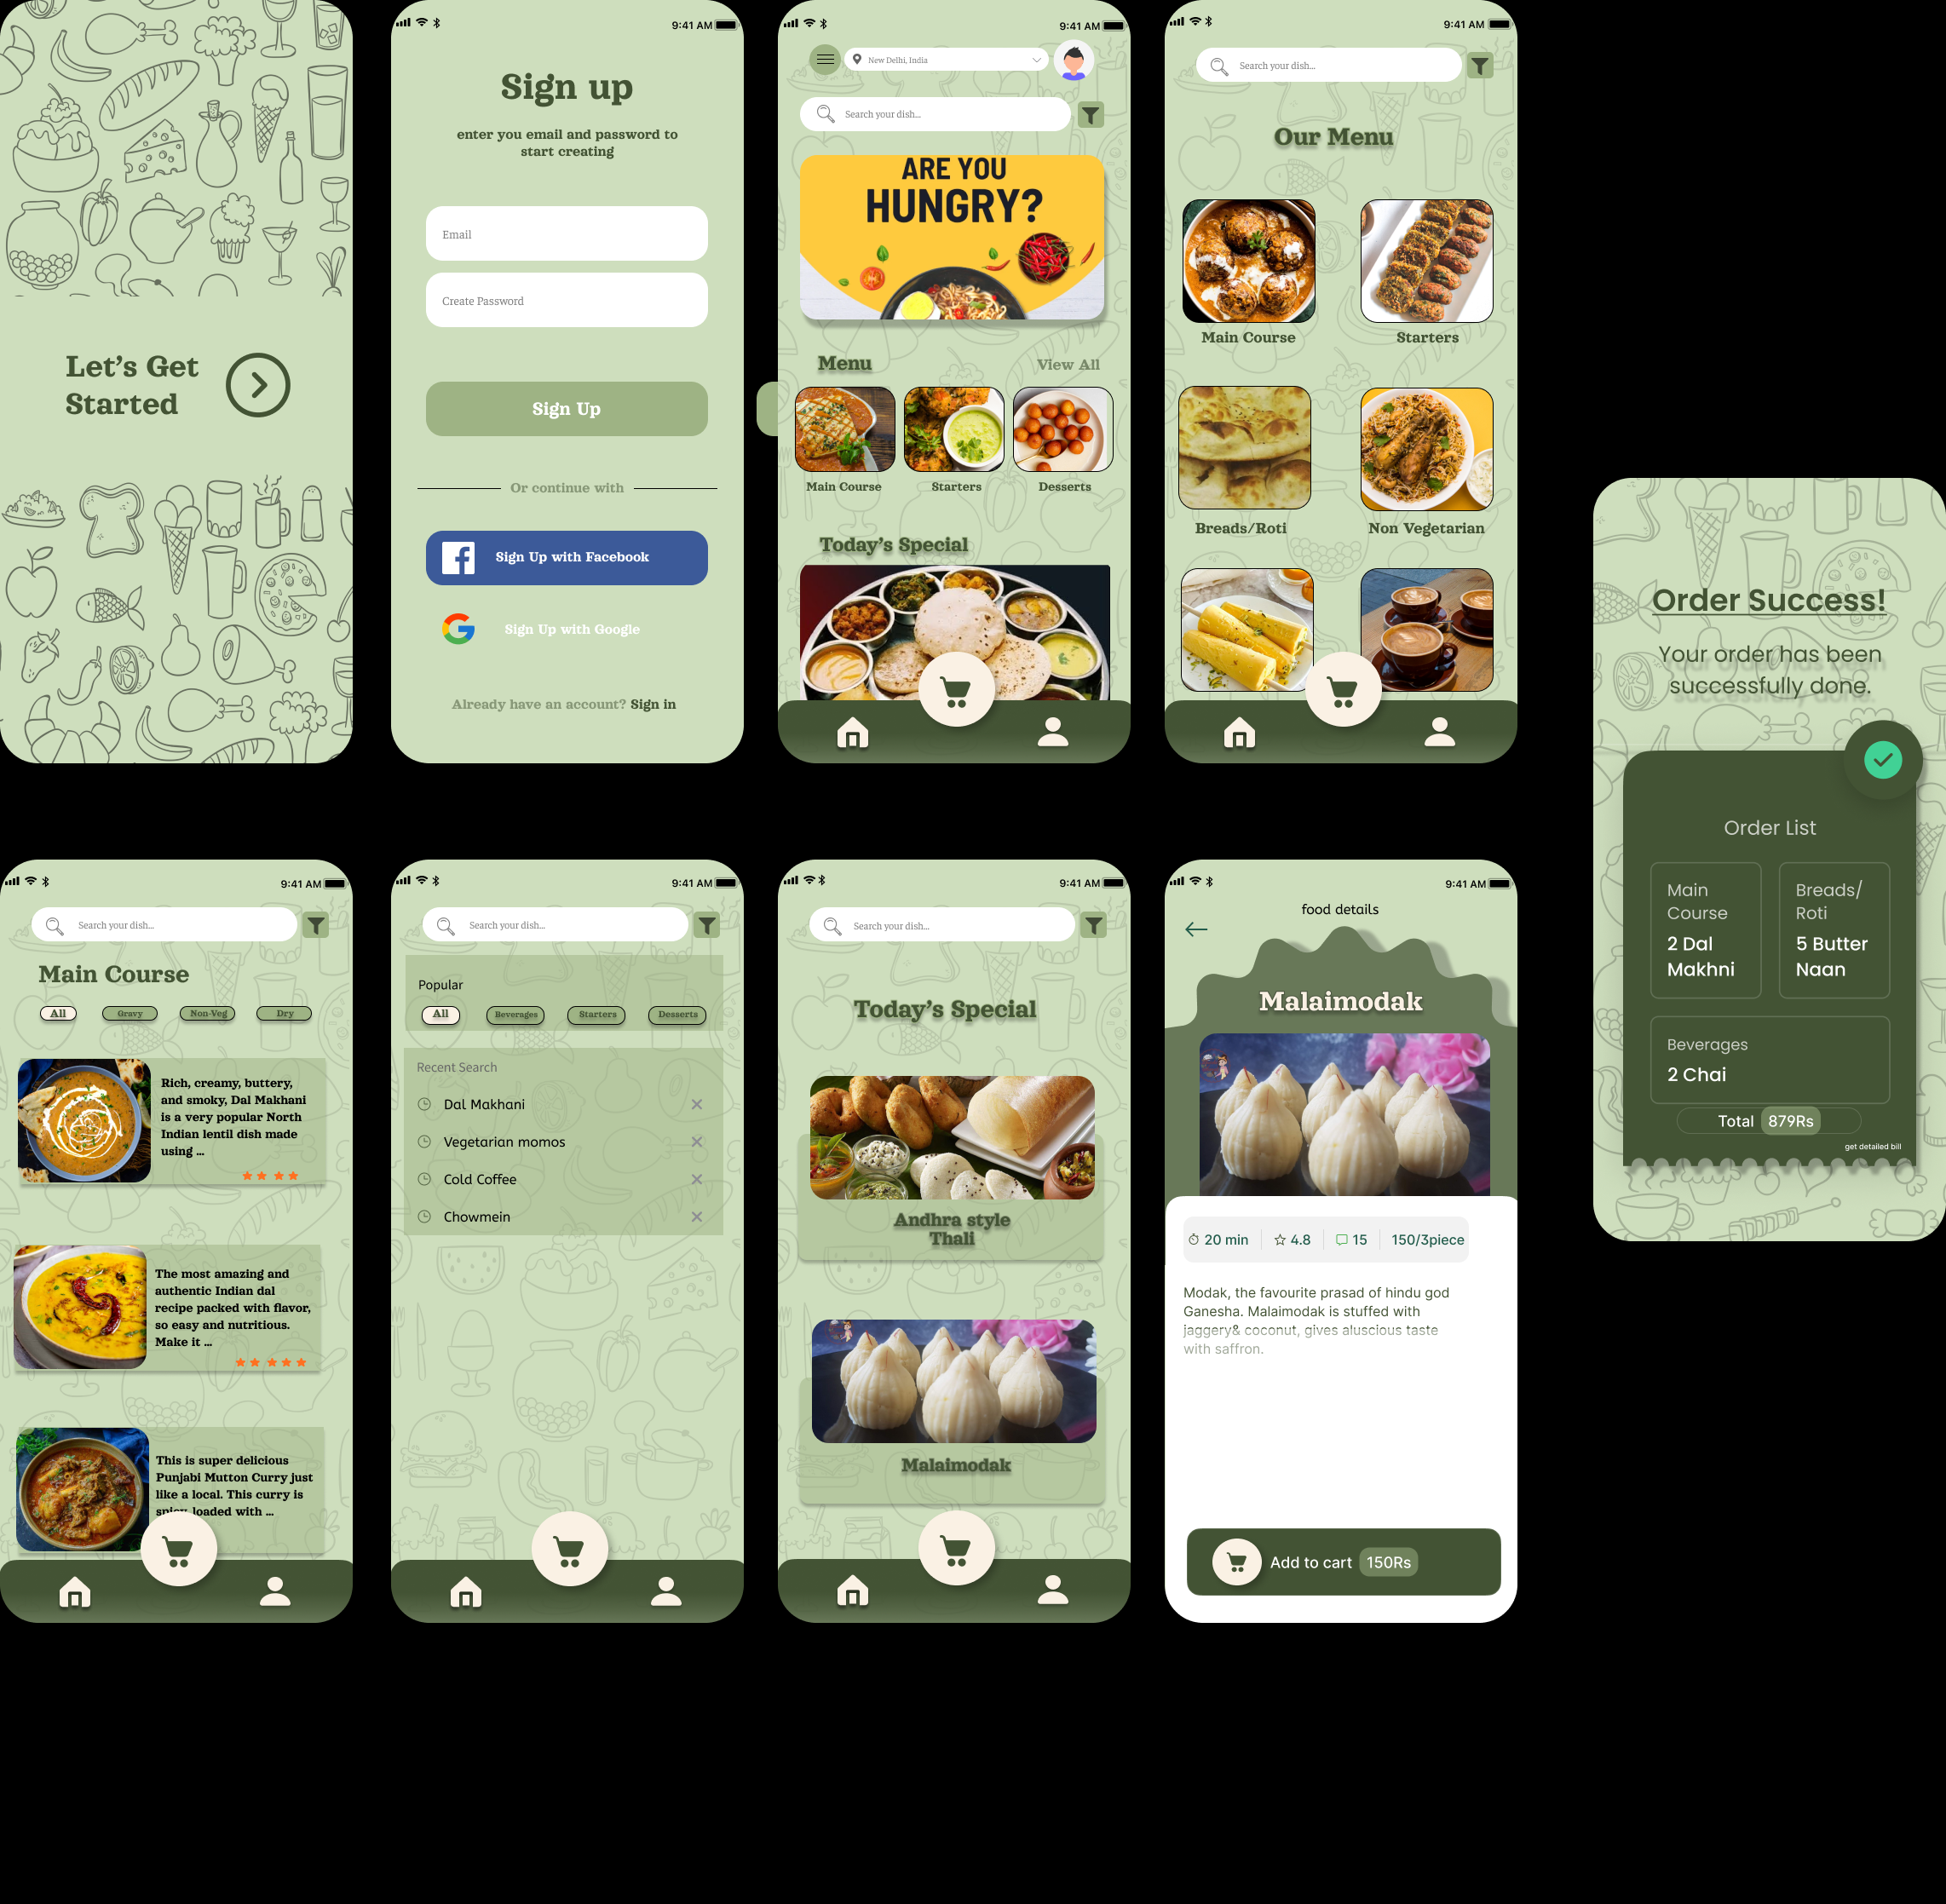 Let's Get
Started
9:41 AM
Sign up
enter you email and password to
start creating
Email
Create Password
Sign Up
Or continue with
Sign Up with Facebook
Sign Up with Google
Already have an account? Sign in
9:41 AM
New Delhi, India
Search your dish...
ARE YOU
HUNGRY?
Menu
View All
Main Course
Starters
Desserts
Today's Special
9:41 AM
Search your dish...
Our Menu
Main Course
Starters
Breads/Roti
Non Vegetarian
Order Success!
Your order has been
successfully done.
Order List
Main
Course
2 Dal
Makhni
Breads/
Roti
5 Butter
Naan
Beverages
2 Chai
Total 879Rs
get detailed bill
9:41 AM
Search your dish...
Main Course
All
Gravy
Non-Veg
Dry
Rich, creamy, buttery,
and smoky, Dal Makhani
is a very popular North
Indian lentil dish made
using ...
The most amazing and
authentic Indian dal
recipe packed with flavor,
so easy and nutritious.
Make it ...
This is super delicious
Punjabi Mutton Curry just
like a local. This curry is
spicy, loaded with ...
9:41 AM
Search your dish...
Popular
All
Beverages
Starters
Desserts
Recent Search
Dal Makhani
Vegetarian momos
Cold Coffee
Chowmein
9:41 AM
Search your dish...
Today's Special
Andhra style
Thali
Malaimodak
9:41 AM
food details
Malaimodak
20 min
4.8
15
150/3piece
Modak, the favourite prasad of hindu god
Ganesha. Malaimodak is stuffed with
jaggery& coconut, gives aluscious taste
with saffron.
Add to cart 150Rs